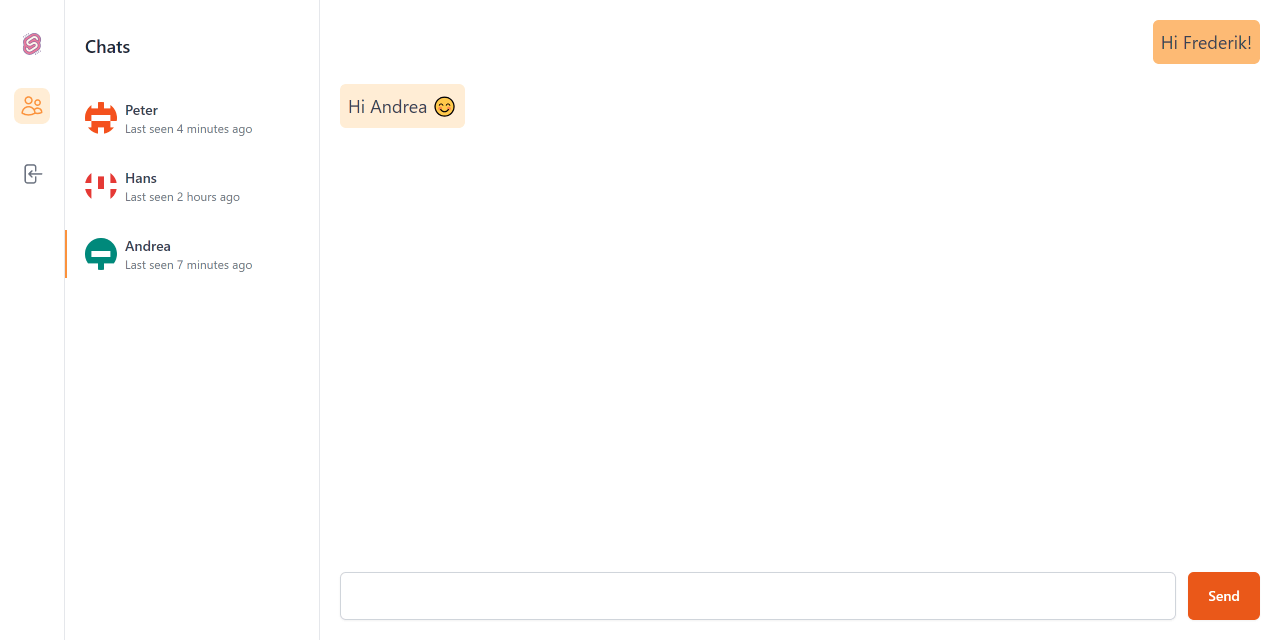 Chats
Peter
Last seen 4 minutes ago
Hans
Last seen 2 hours ago
Andrea
Last seen 7 minutes ago
Hi Frederik!
Hi Andrea 😊
Send